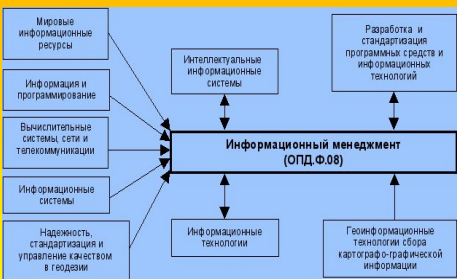 Мировые
информационные
ресурсы
Информация и
программирование
Вычислительные
системы, сети и
телекоммуникации
Информационные
системы
Надежность,
стандартизация и
управление качеством
в геодезии
Интеллектуальные
информационные
системы
Разработка и
стандартизация
программных средств и
информационных
технологий
Информационный менеджмент
(ОПД.Ф.08)
Информационные
технологии
Геоинформационные
технологии сбора
картографо-графической
информации